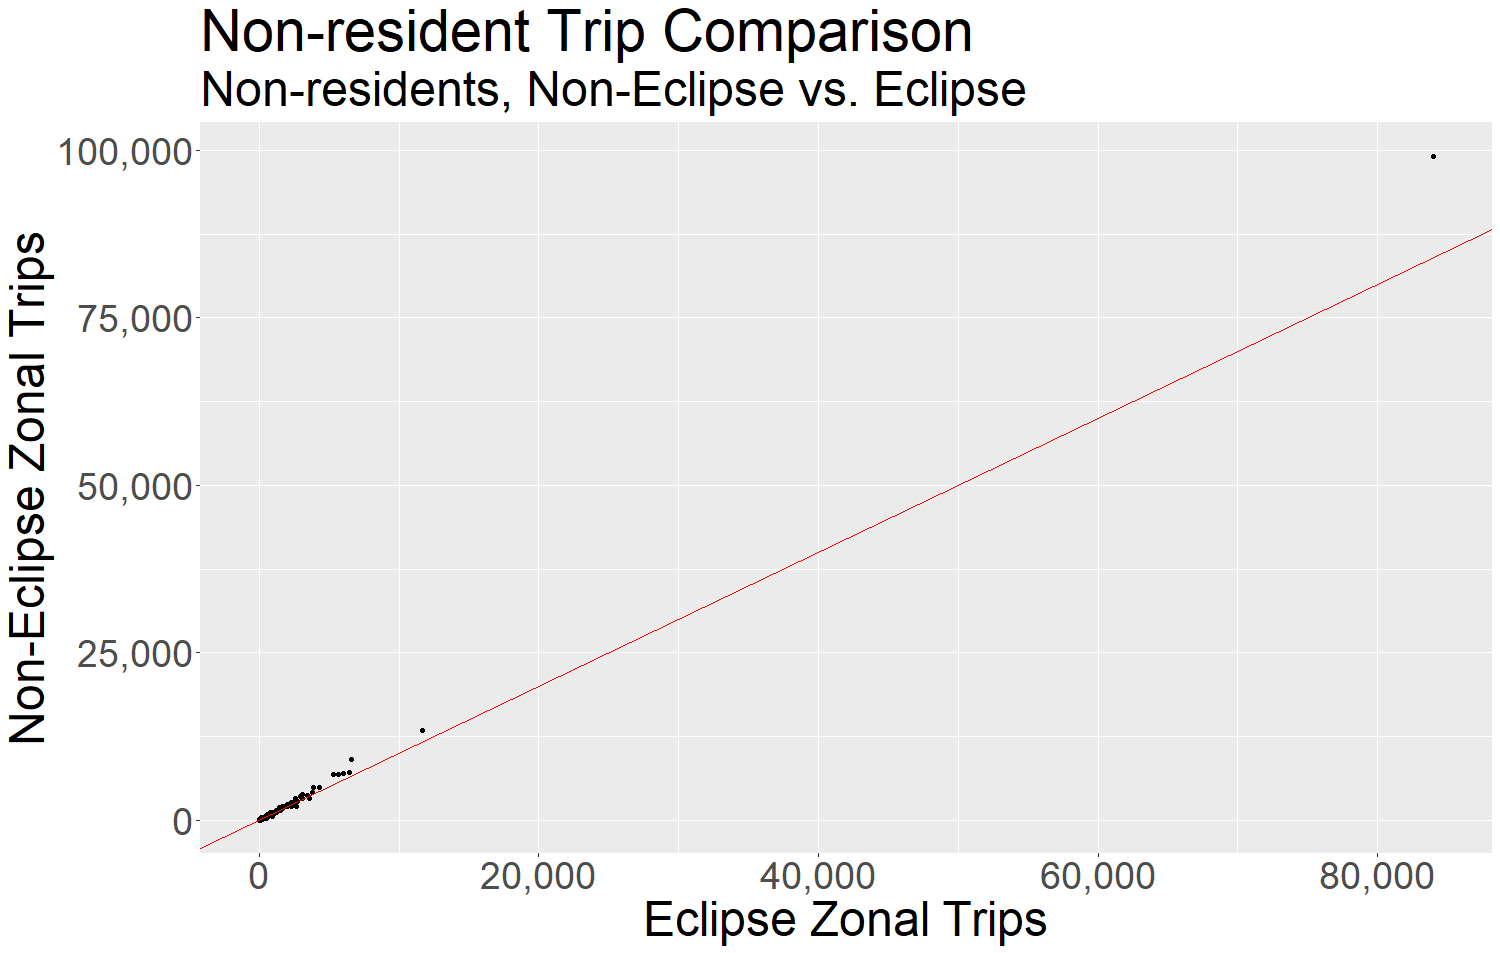 Non-resident Trip Comparison
Non-residents, Non-Eclipse vs. Eclipse
Non-Eclipse Zonal Trips
100,000
75,000
50,000
25,000
0
0
20,000
40,000
60,000
80,000
Eclipse Zonal Trips